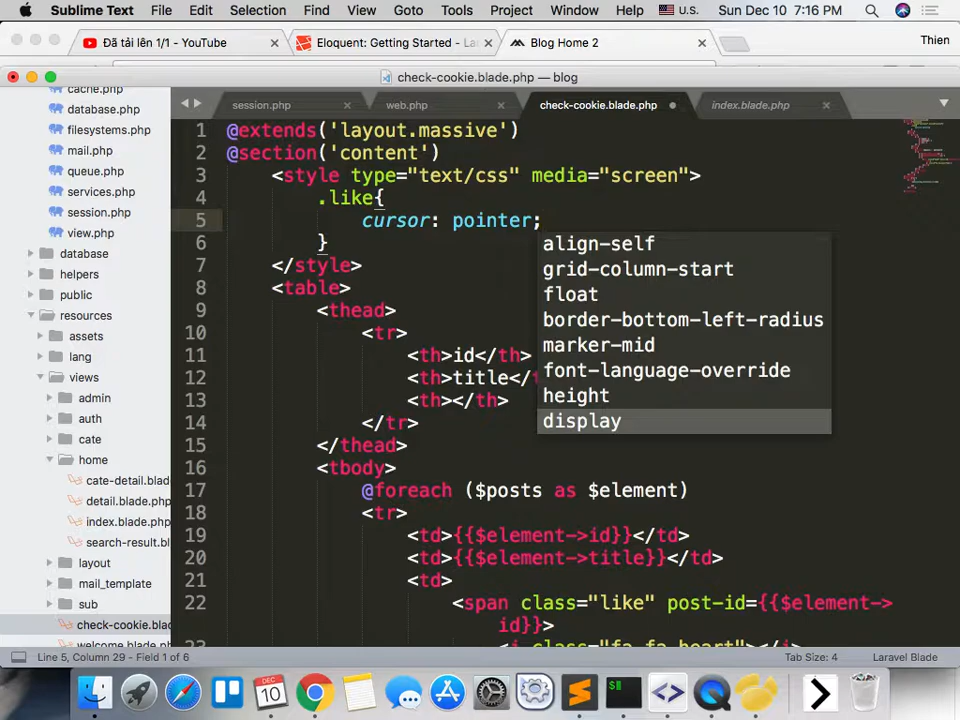 Sublime Text File Edit Selection Find Goto Tools Project Window Help U.S. Sun Dec 10 7:16 PM
Đã tải lên 1/1 - YouTube
Eloquent: Getting Started - La
Blog Home 2
Thien
check-cookie.blade.php — blog
session.php
web.php
check-cookie.blade.php
index.blade.php
cache.php
database.php
filesystems.php
mail.php
queue.php
services.php
session.php
view.php
database
helpers
public
resources
assets
lang
views
admin
auth
cate
home
cate-detail.blad
detail.blade.php
index.blade.php
search-result.bl
layout
mail_template
sub
check-cookie.blad
welcome.blade.php
1 @extends('layout.massive')
2 @section('content')
3 <style type="text/css" media="screen">
4 .like{
5 cursor: pointer;
6 }
7 </style>
8 <table>
9 <thead>
10 <tr>
11 <th>id</th>
12 <th>title</t
13 <th></th>
14 </tr>
15 </thead>
16 <tbody>
17 @foreach ($posts as $element)
18 <tr>
19 <td>{{$element->id}}</td>
20 <td>{{$element->title}}</td>
21 <td>
22 <span class="like" post-id={{$element->
id}}>
23 <i class="fa fa-heart"></i>
align-self
grid-column-start
float
border-bottom-left-radius
marker-mid
font-language-override
height
display
Line 5, Column 29 - Field 1 of 6
Tab Size: 4
Laravel Blade
DEC
10